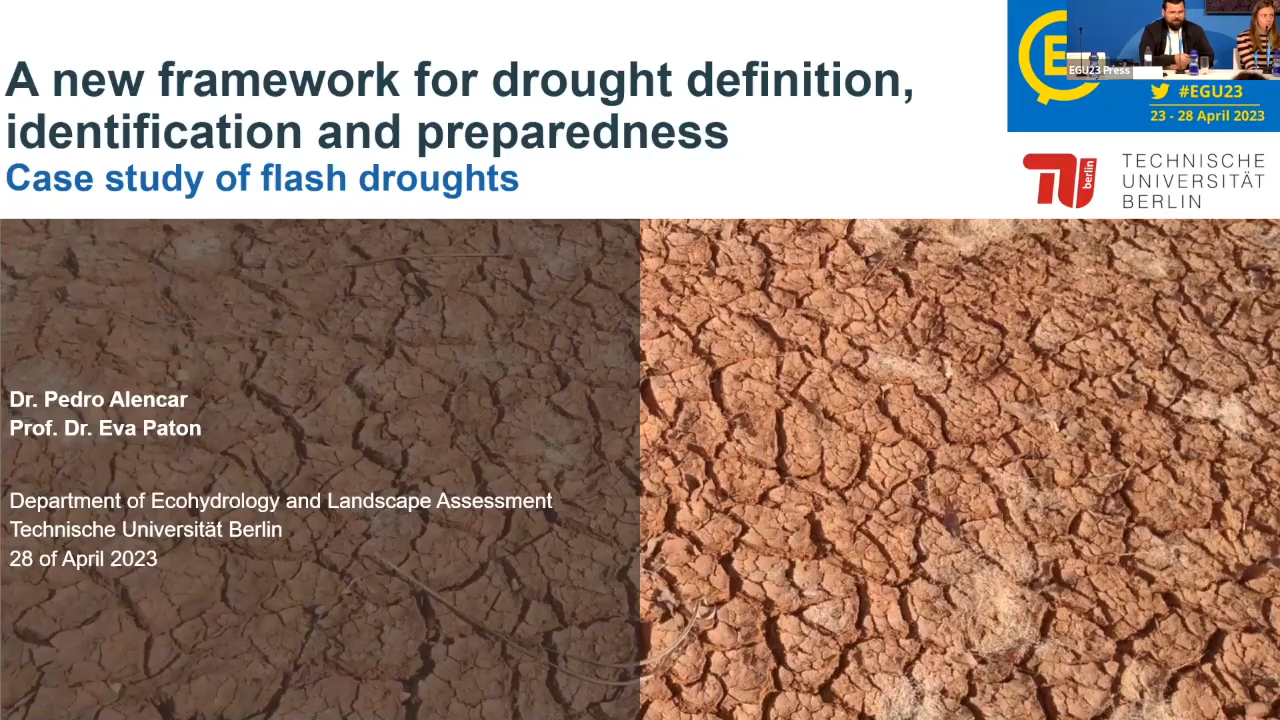 A new framework for drought definition,
identification and preparedness
Case study of flash droughts
E
EGU23 Press
#EGU23
23 - 28 April 2023
berlin
TECHNISCHE
UNIVERSITÄT
BERLIN
Dr. Pedro Alencar
Prof. Dr. Eva Paton
Department of Ecohydrology and Landscape Assessment
Technische Universität Berlin
28 of April 2023